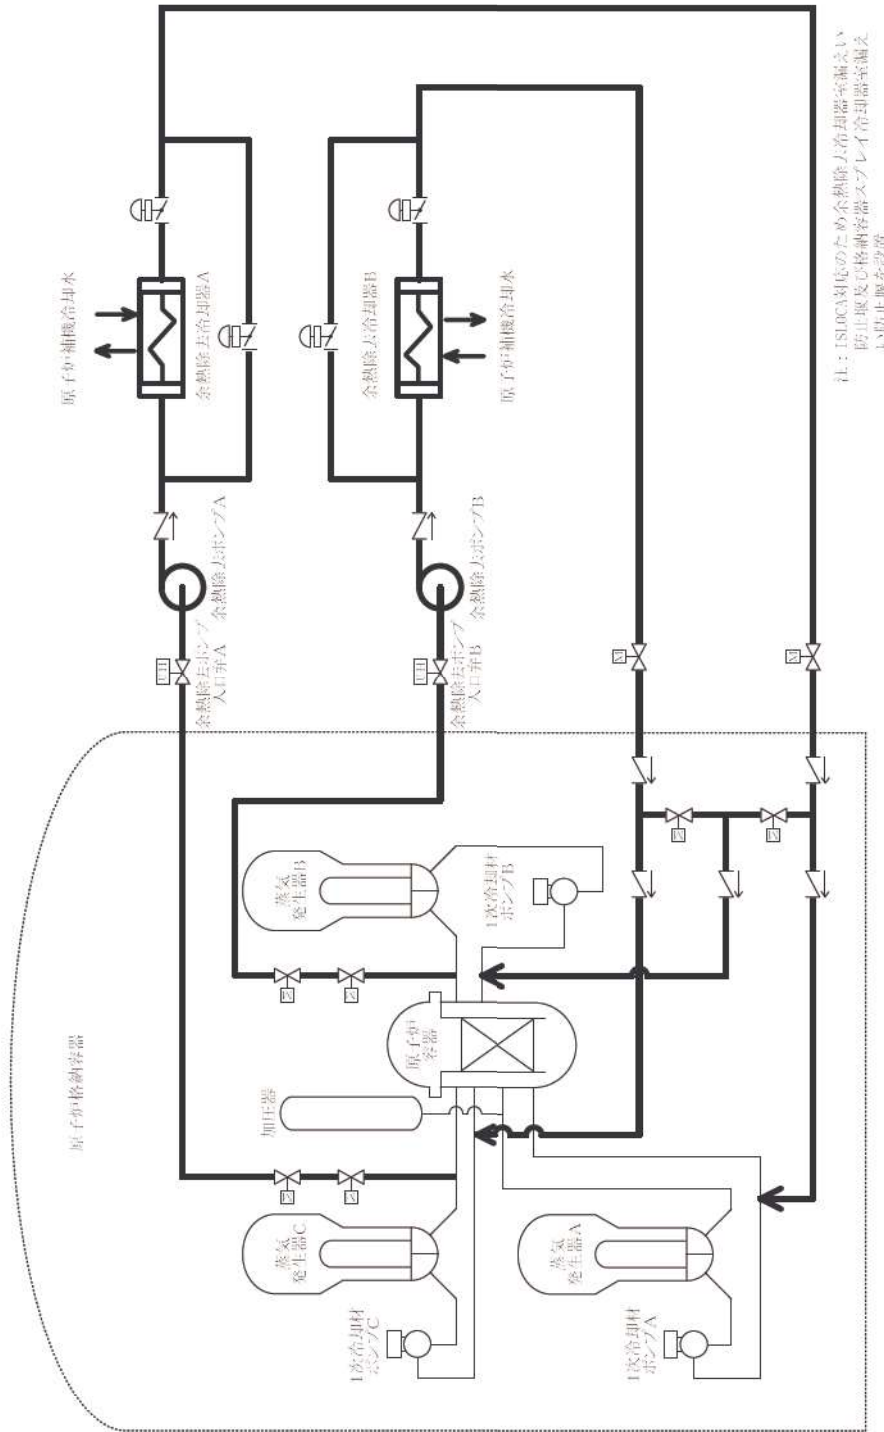 原子炉格納容器
蒸気
発生器C
1次冷却材
ポンプC
加圧器
原子炉
容器
蒸気
発生器B
1次冷却材
ポンプB
蒸気
発生器A
1次冷却材
ポンプA
余熱除去ポンプ
入口弁A
余熱除去ポンプA
原子炉補機冷却水
余熱除去冷却器A
余熱除去ポンプ
入口弁B
余熱除去ポンプB
余熱除去冷却器B
原子炉補機冷却水
M
M
注：ISLOCA対応のため余熱除去冷却器室漏えい
防止堰及び格納容器スプレイ冷却器室漏え
い防止堰を設置